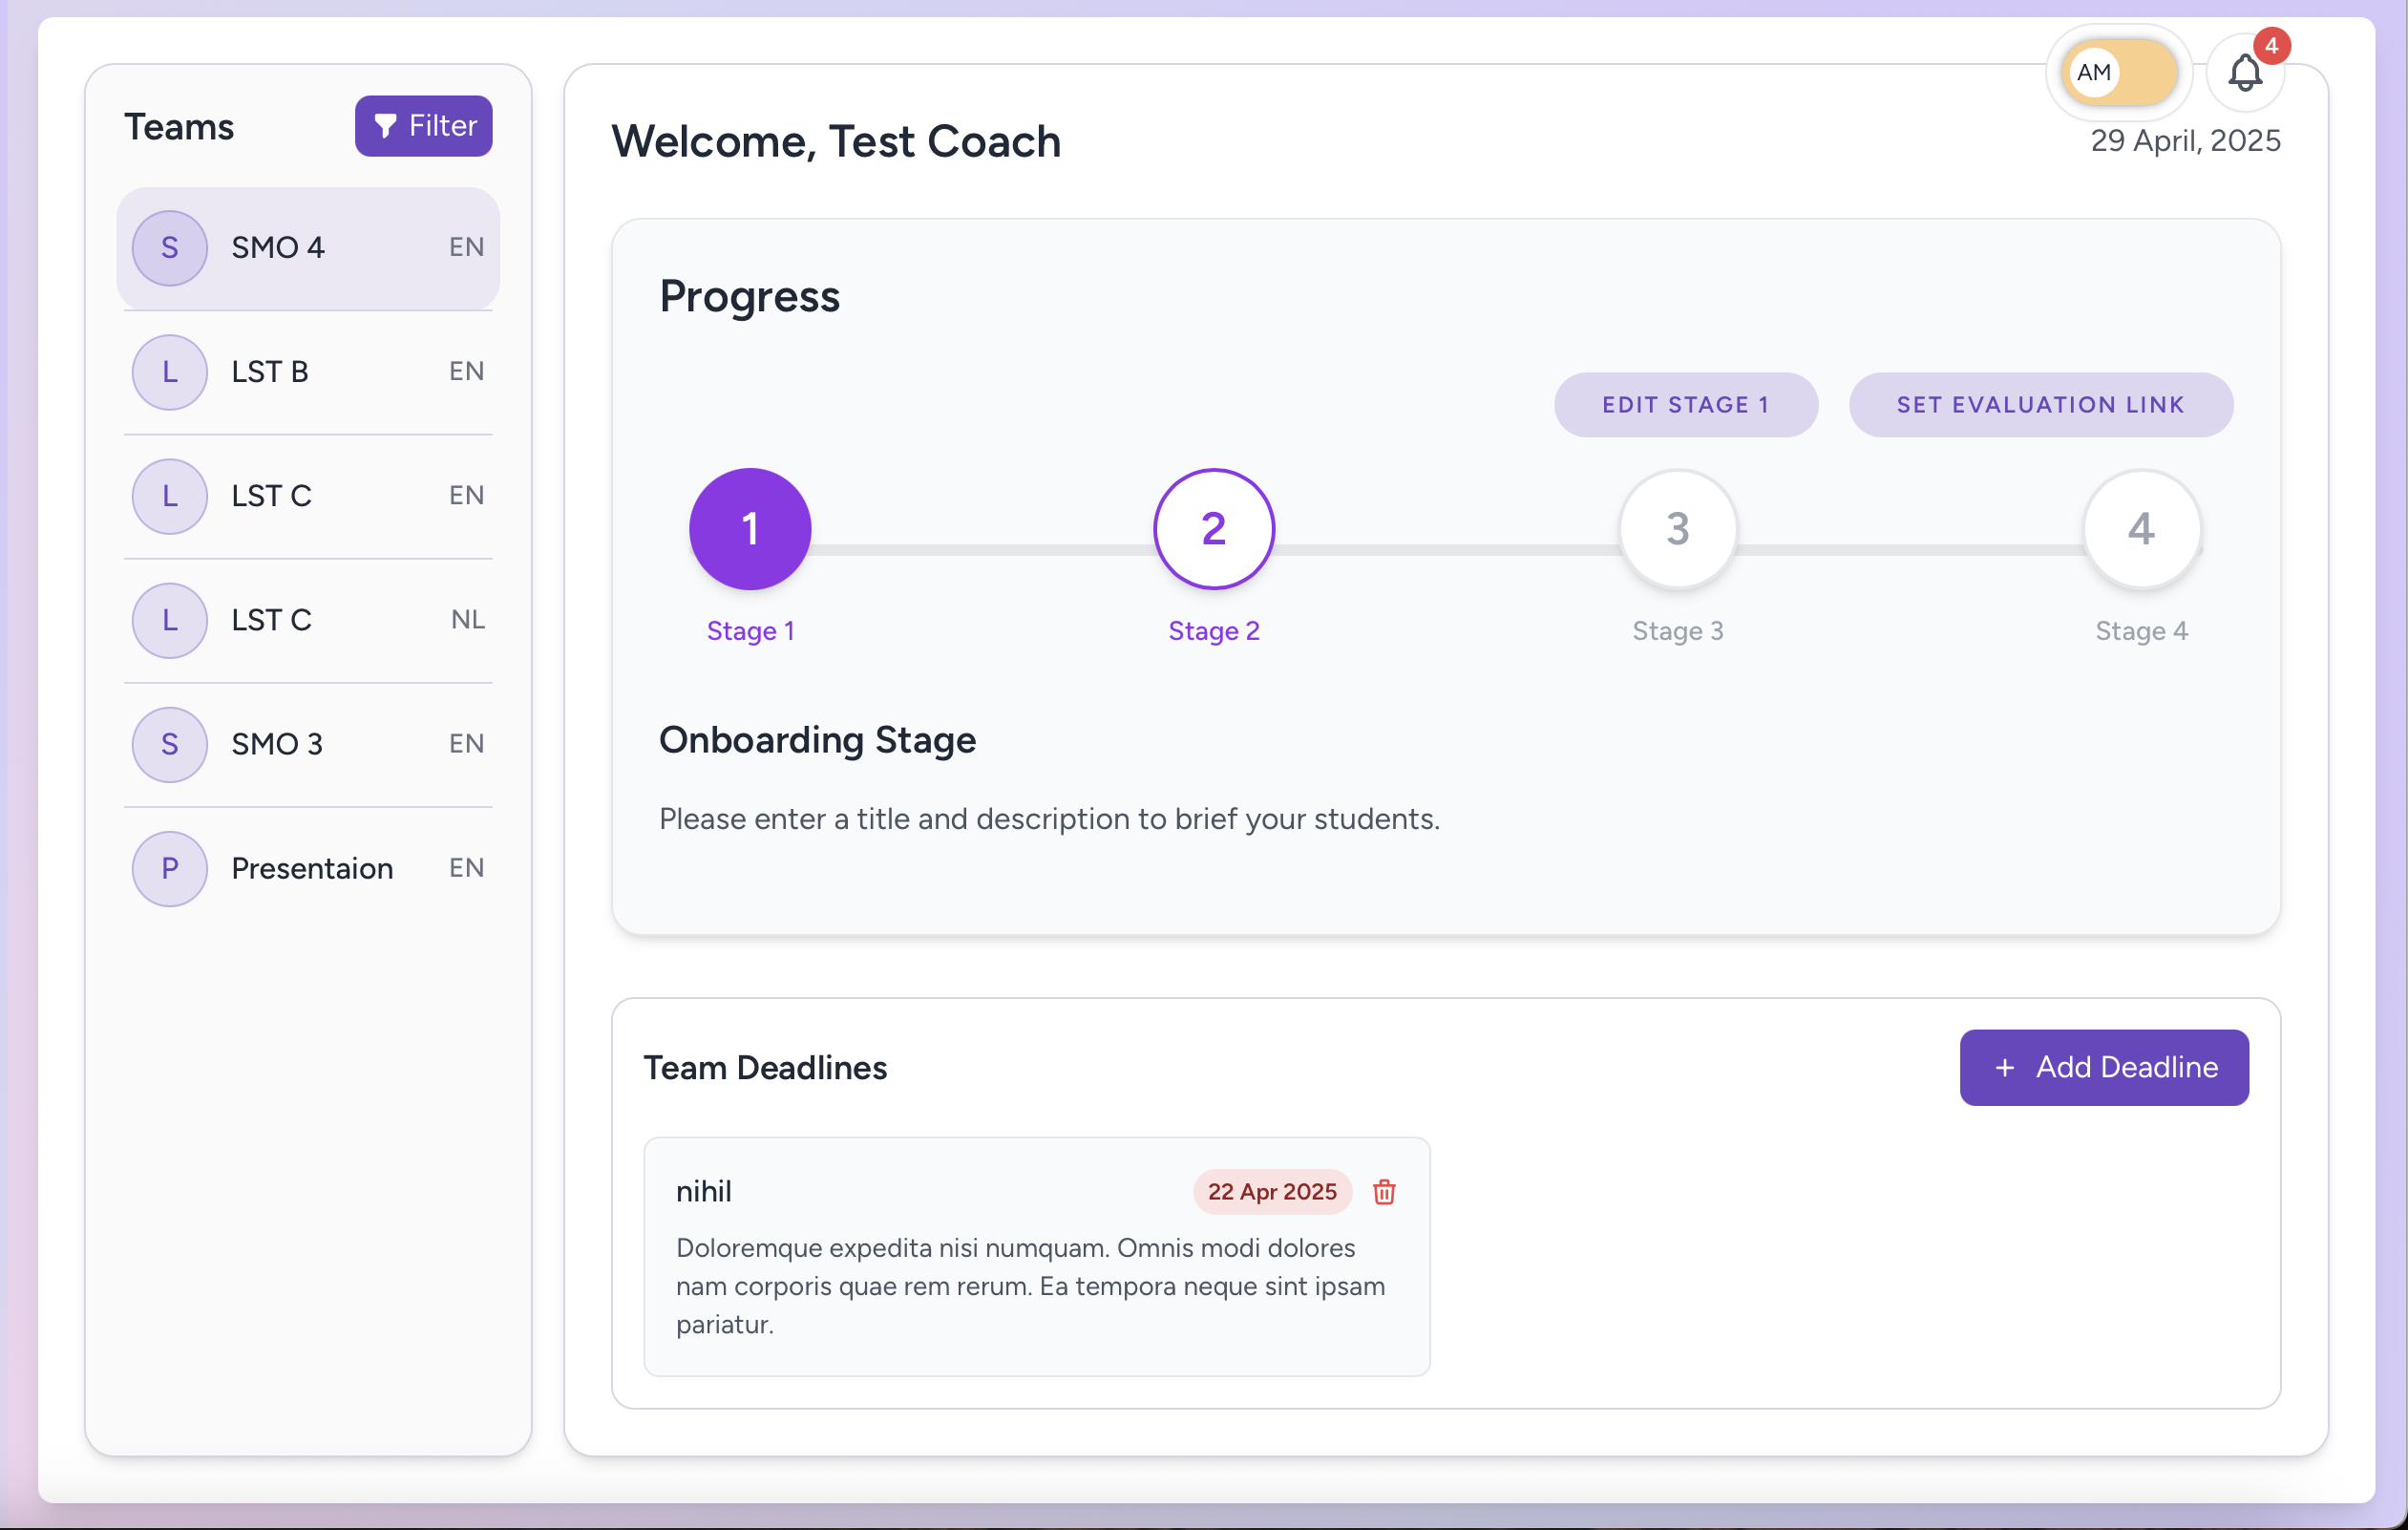 AM
4
Teams
Filter
Welcome, Test Coach
29 April, 2025
S SMO 4 EN
L LST B EN
L LST C EN
L LST C NL
S SMO 3 EN
P Presentaion EN
Progress
EDIT STAGE 1
SET EVALUATION LINK
1 2 3 4
Stage 1 Stage 2 Stage 3 Stage 4
Onboarding Stage
Please enter a title and description to brief your students.
Team Deadlines
+ Add Deadline
nihil
22 Apr 2025
Doloremque expedita nisi numquam. Omnis modi dolores
nam corporis quae rem rerum. Ea tempora neque sint ipsam
pariatur.